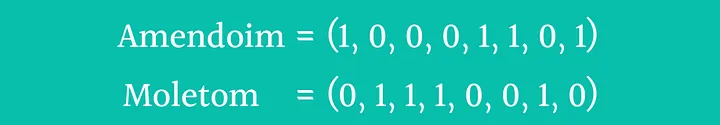 Amendoim = (1, 0, 0, 0, 1, 1, 0, 1)
Moletom = (0, 1, 1, 1, 0, 0, 1, 0)